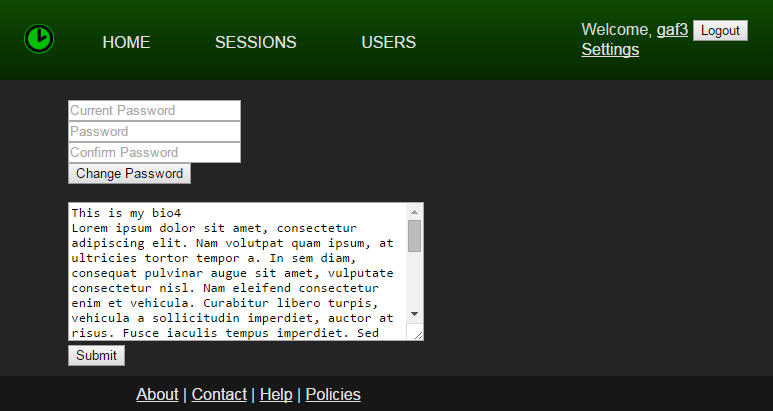 HOME SESSIONS USERS Welcome, gaf3 Logout
Settings
Current Password
Password
Confirm Password
Change Password
This is my bio4
Lorem ipsum dolor sit amet, consectetur
adipiscing elit. Nam volutpat quam ipsum, at
ultricies tortor tempor a. In sem diam,
consequat pulvinar augue sit amet, vulputate
consectetur nisl. Nam eleifend consectetur
enim et vehicula. Curabitur libero turpis,
vehicula a sollicitudin imperdiet, auctor at
risus. Fusce iaculis tempus imperdiet. Sed
Submit
About | Contact | Help | Policies